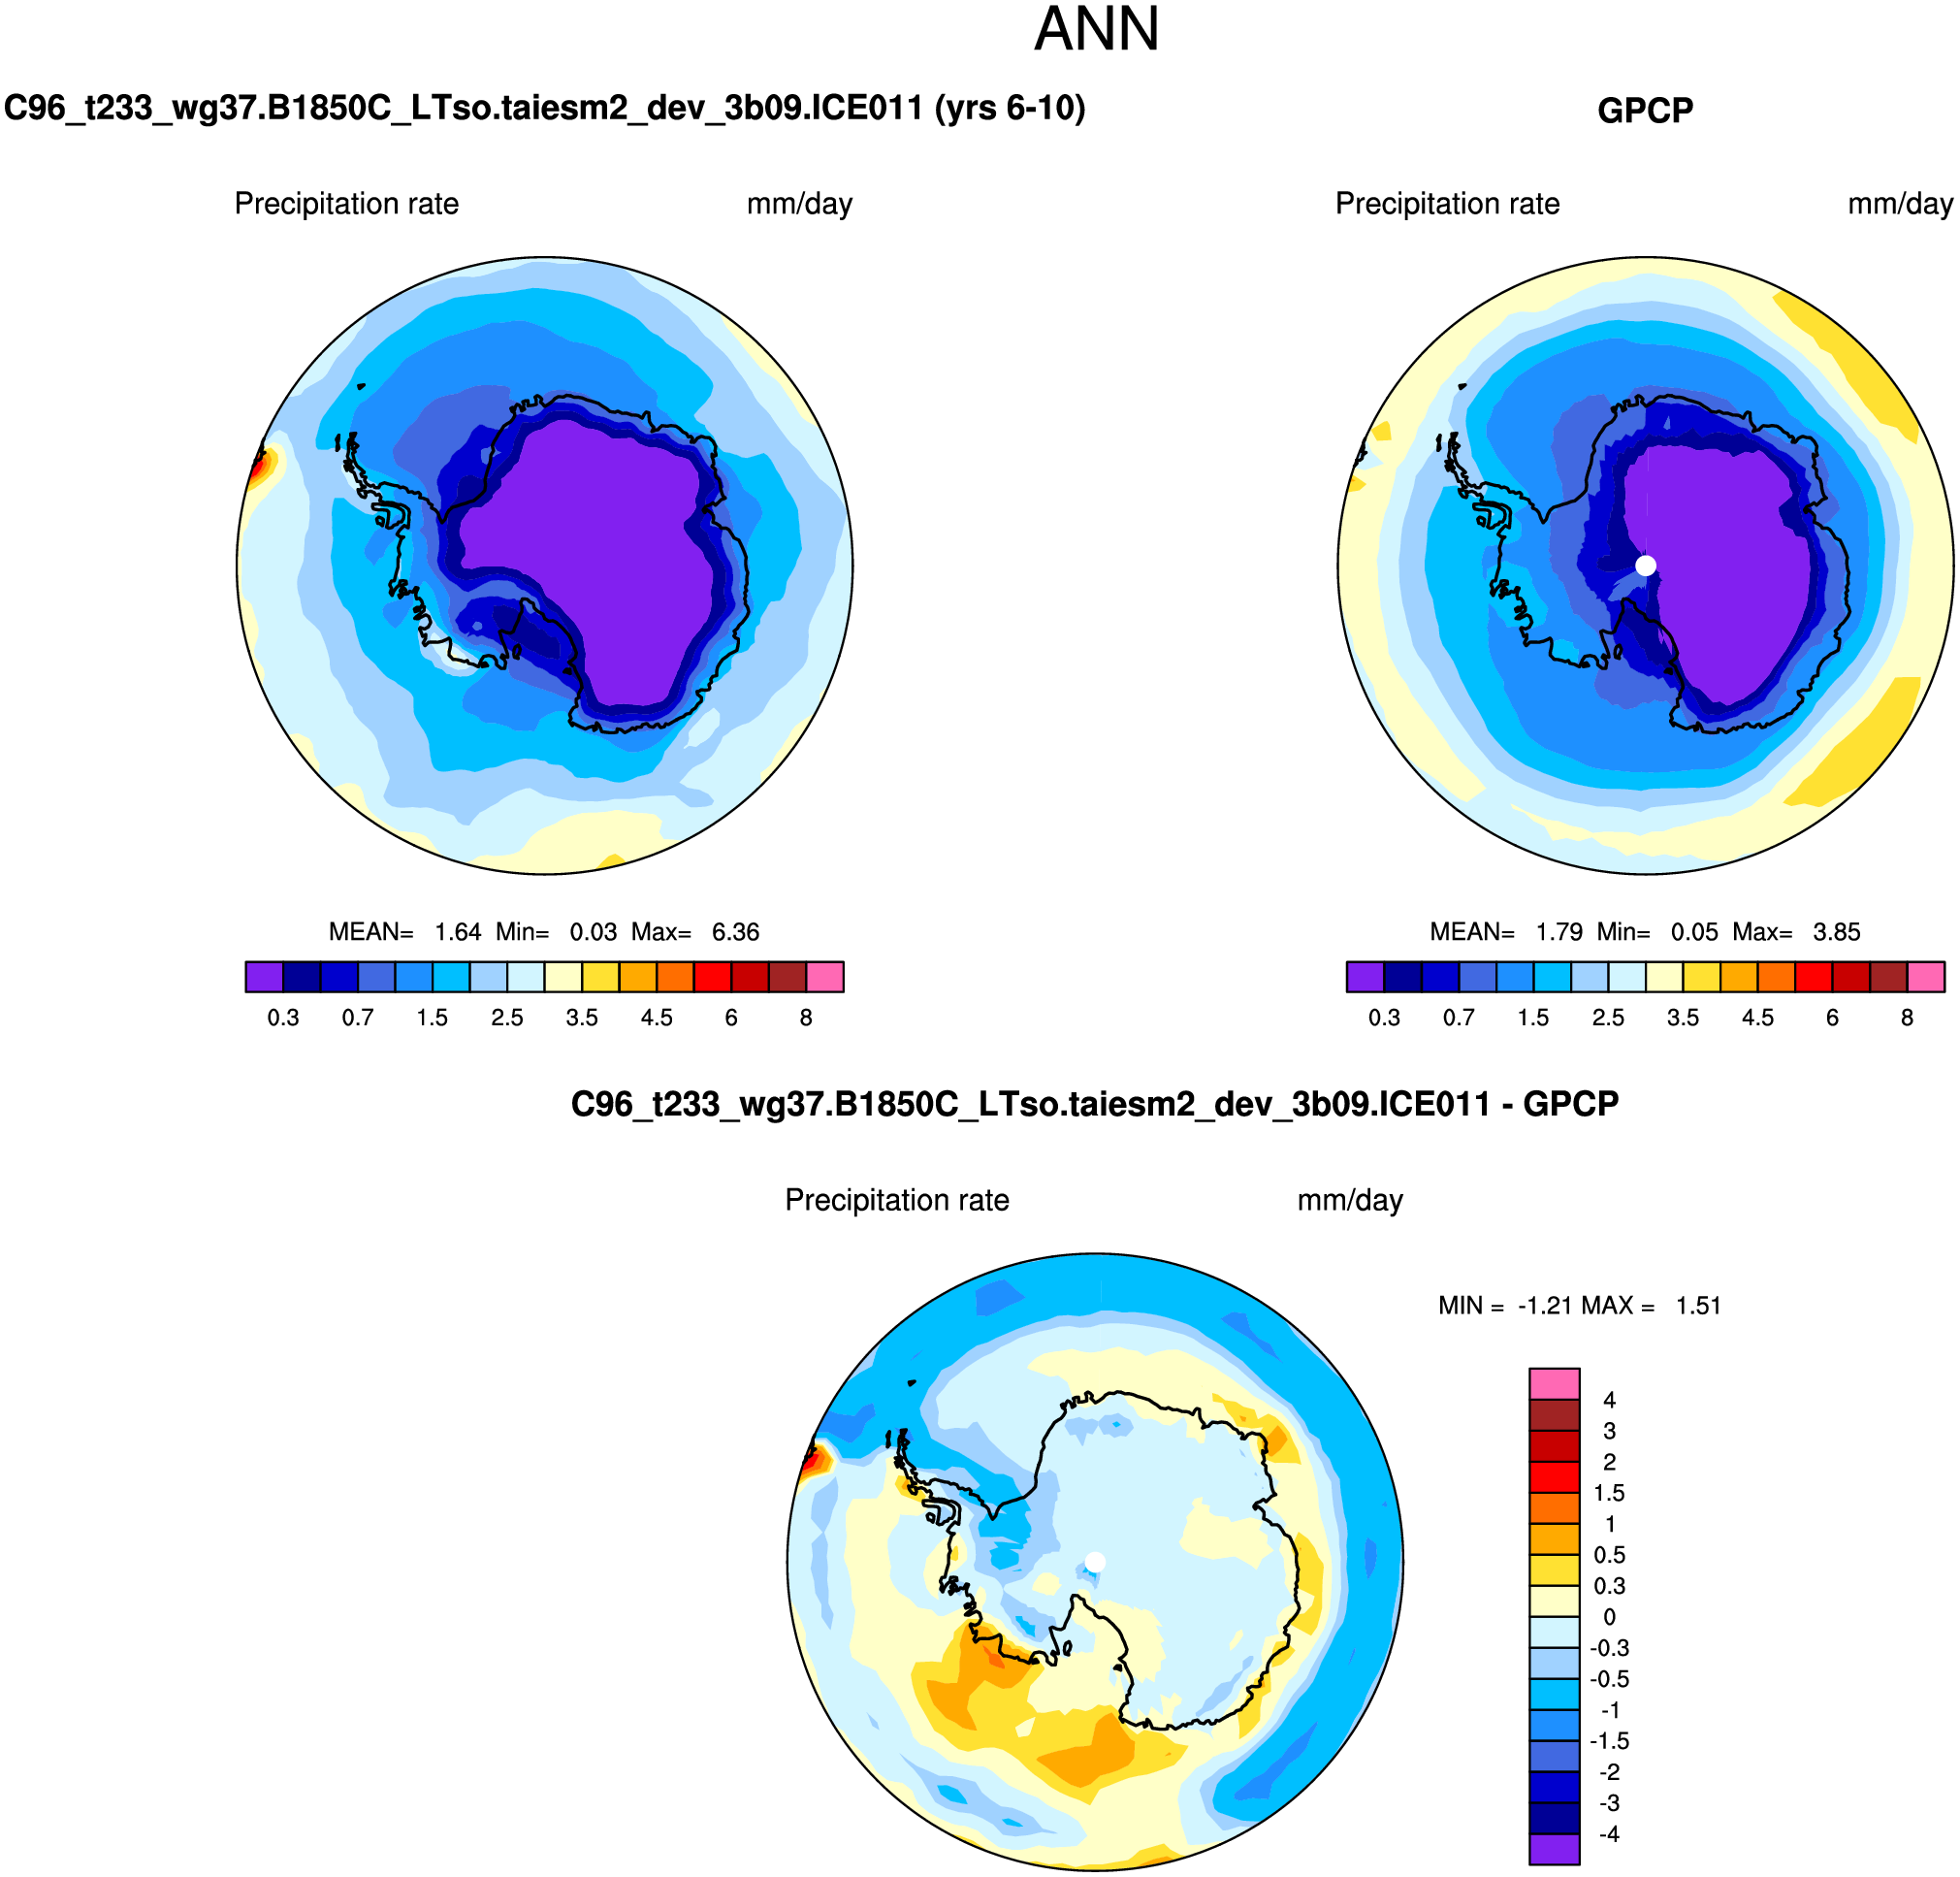 ANN
C96_t233_wg37.B1850C_LTso.taiesm2_dev_3b09.ICE011 (yrs 6-10)
GPCP
Precipitation rate mm/day
Precipitation rate mm/day
MEAN= 1.64 Min= 0.03 Max= 6.36
0.3 0.7 1.5 2.5 3.5 4.5 6 8
MEAN= 1.79 Min= 0.05 Max= 3.85
0.3 0.7 1.5 2.5 3.5 4.5 6 8
C96_t233_wg37.B1850C_LTso.taiesm2_dev_3b09.ICE011 - GPCP
Precipitation rate mm/day
MIN = -1.21 MAX = 1.51
4
3
2
1.5
1
0.5
0.3
0
-0.3
-0.5
-1
-1.5
-2
-3
-4